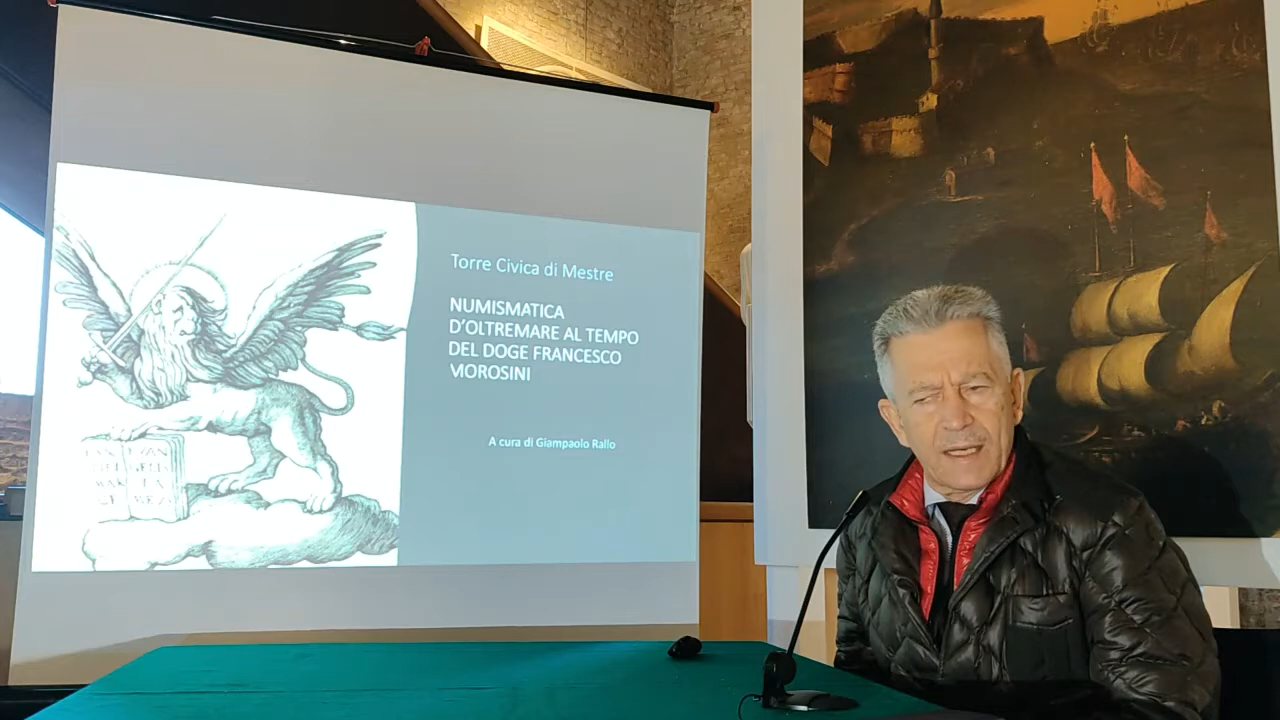 Torre Civica di Mestre
NUMISMATICA
D'OLTREMARE AL TEMPO
DEL DOGE FRANCESCO
MOROSINI
A cura di Giampaolo Rallo